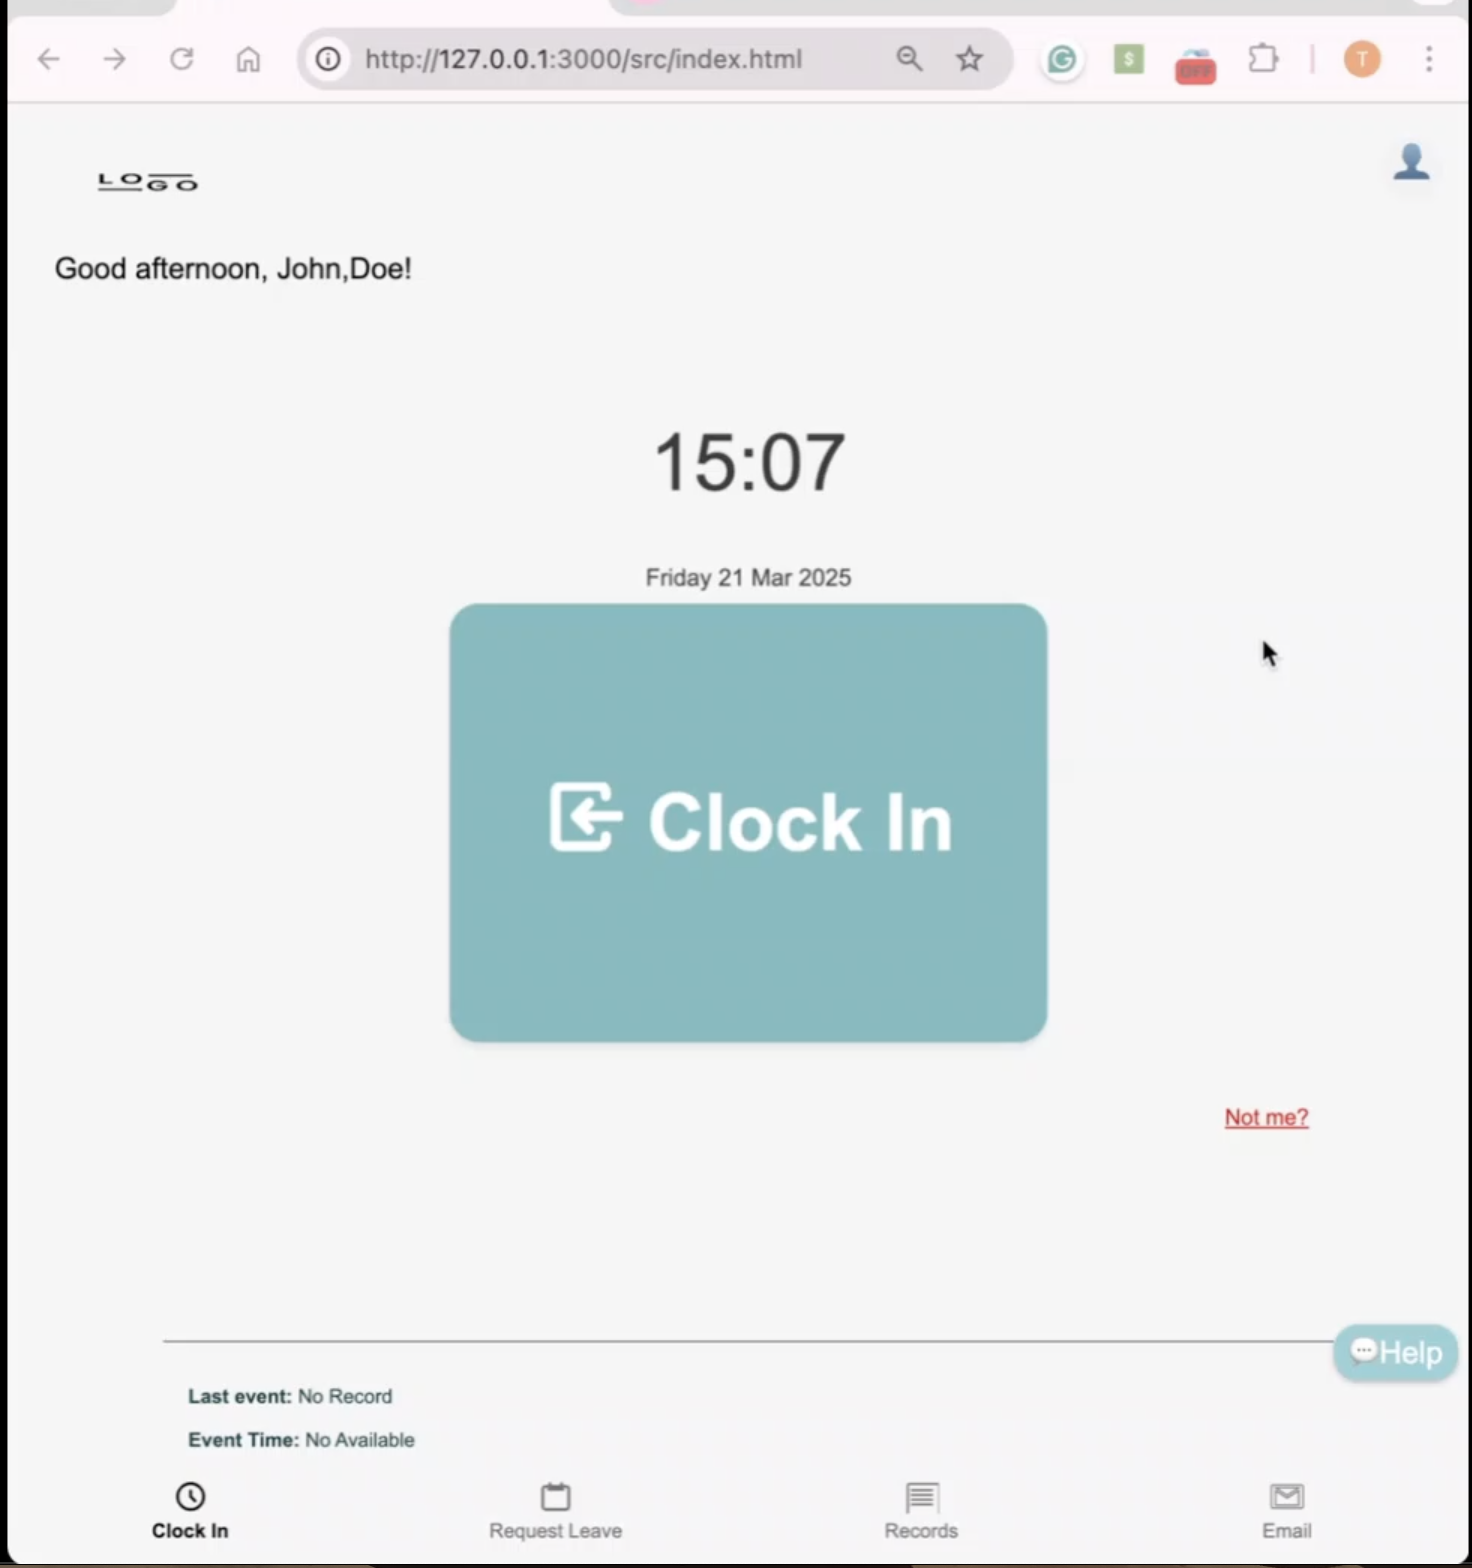 http://127.0.0.1:3000/src/index.html
$
OFF
T
LOGO
Good afternoon, John,Doe!
15:07
Friday 21 Mar 2025
Clock In
Not me?
Help
Last event: No Record
Event Time: No Available
Clock In
Request Leave
Records
Email